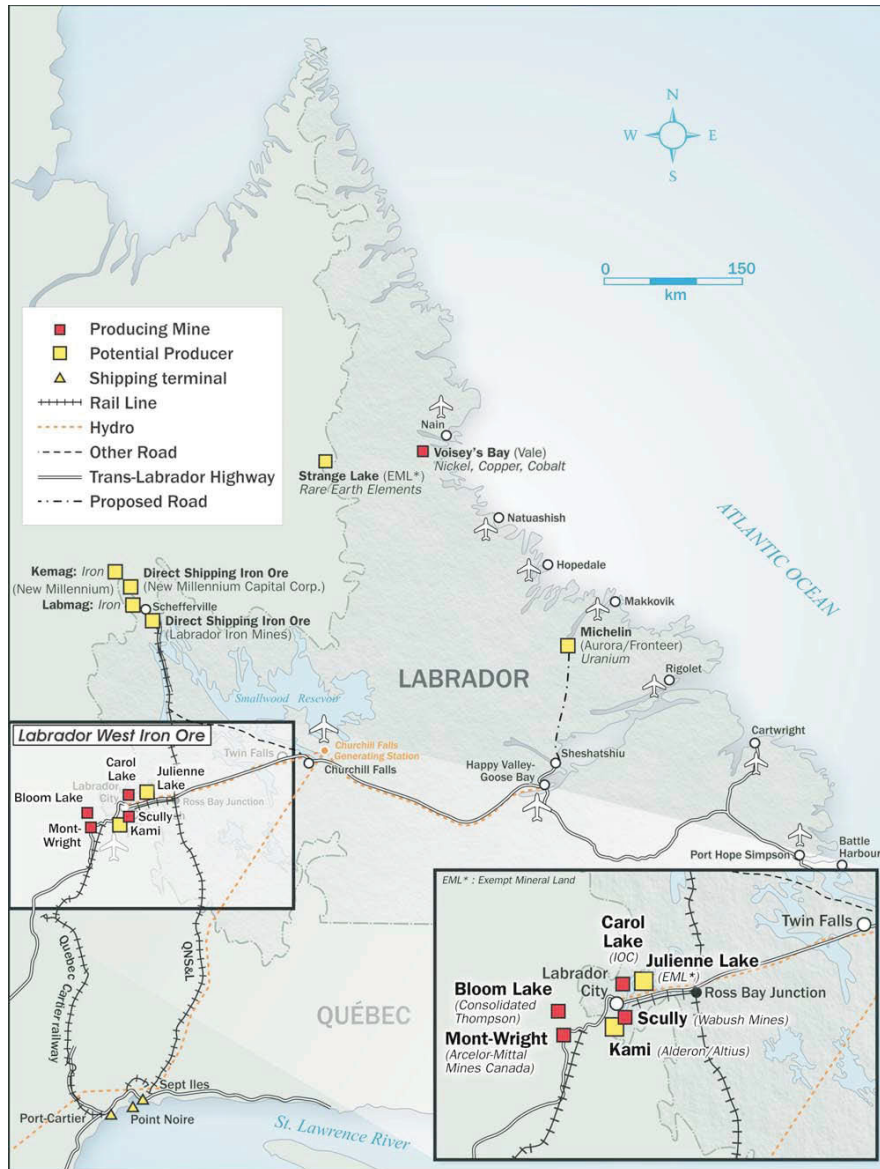 N
W
E
S
0
150
km
Producing Mine
Potential Producer
Shipping terminal
Rail Line
Hydro
Other Road
Trans-Labrador Highway
Proposed Road
Nain
Voisey's Bay (Vale)
Nickel, Copper, Cobalt
Strange Lake (EML*)
Rare Earth Elements
Natuashish
ATLANTIC OCEAN
Hopedale
Kemag: Iron
(New Millennium)
Direct Shipping Iron Ore
(New Millennium Capital Corp.)
Labmag: Iron
Schefferville
Direct Shipping Iron Ore
(Labrador Iron Mines)
Makkovik
Michelin
(Aurora/Fronteer)
Uranium
LABRADOR
Rigolet
Smallwood Resevoir
Labrador West Iron Ore
Twin Falls
Churchill Falls
Generating Station
Churchill Falls
Happy Valley-
Goose Bay
Sheshatshiu
Cartwright
Carol
Lake
Labrador
City
Julienne
Lake
Bloom Lake
Ross Bay Junction
Scully
Kami
Mont-
Wright
Port Hope Simpson
Battle
Harbour
Quebec Cartier railway
QNS&L
QUÉBEC
Sept Iles
Port-Cartier
Point Noire
St. Lawrence River
EML* : Exempt Mineral Land
Twin Falls
Carol
Lake
(IOC)
Labrador
City
Julienne Lake
(EML*)
Bloom Lake
(Consolidated
Thompson)
Ross Bay Junction
Scully (Wabush Mines)
Mont-Wright
(Arcelor-Mittal
Mines Canada)
Kami (Alderon/Altius)